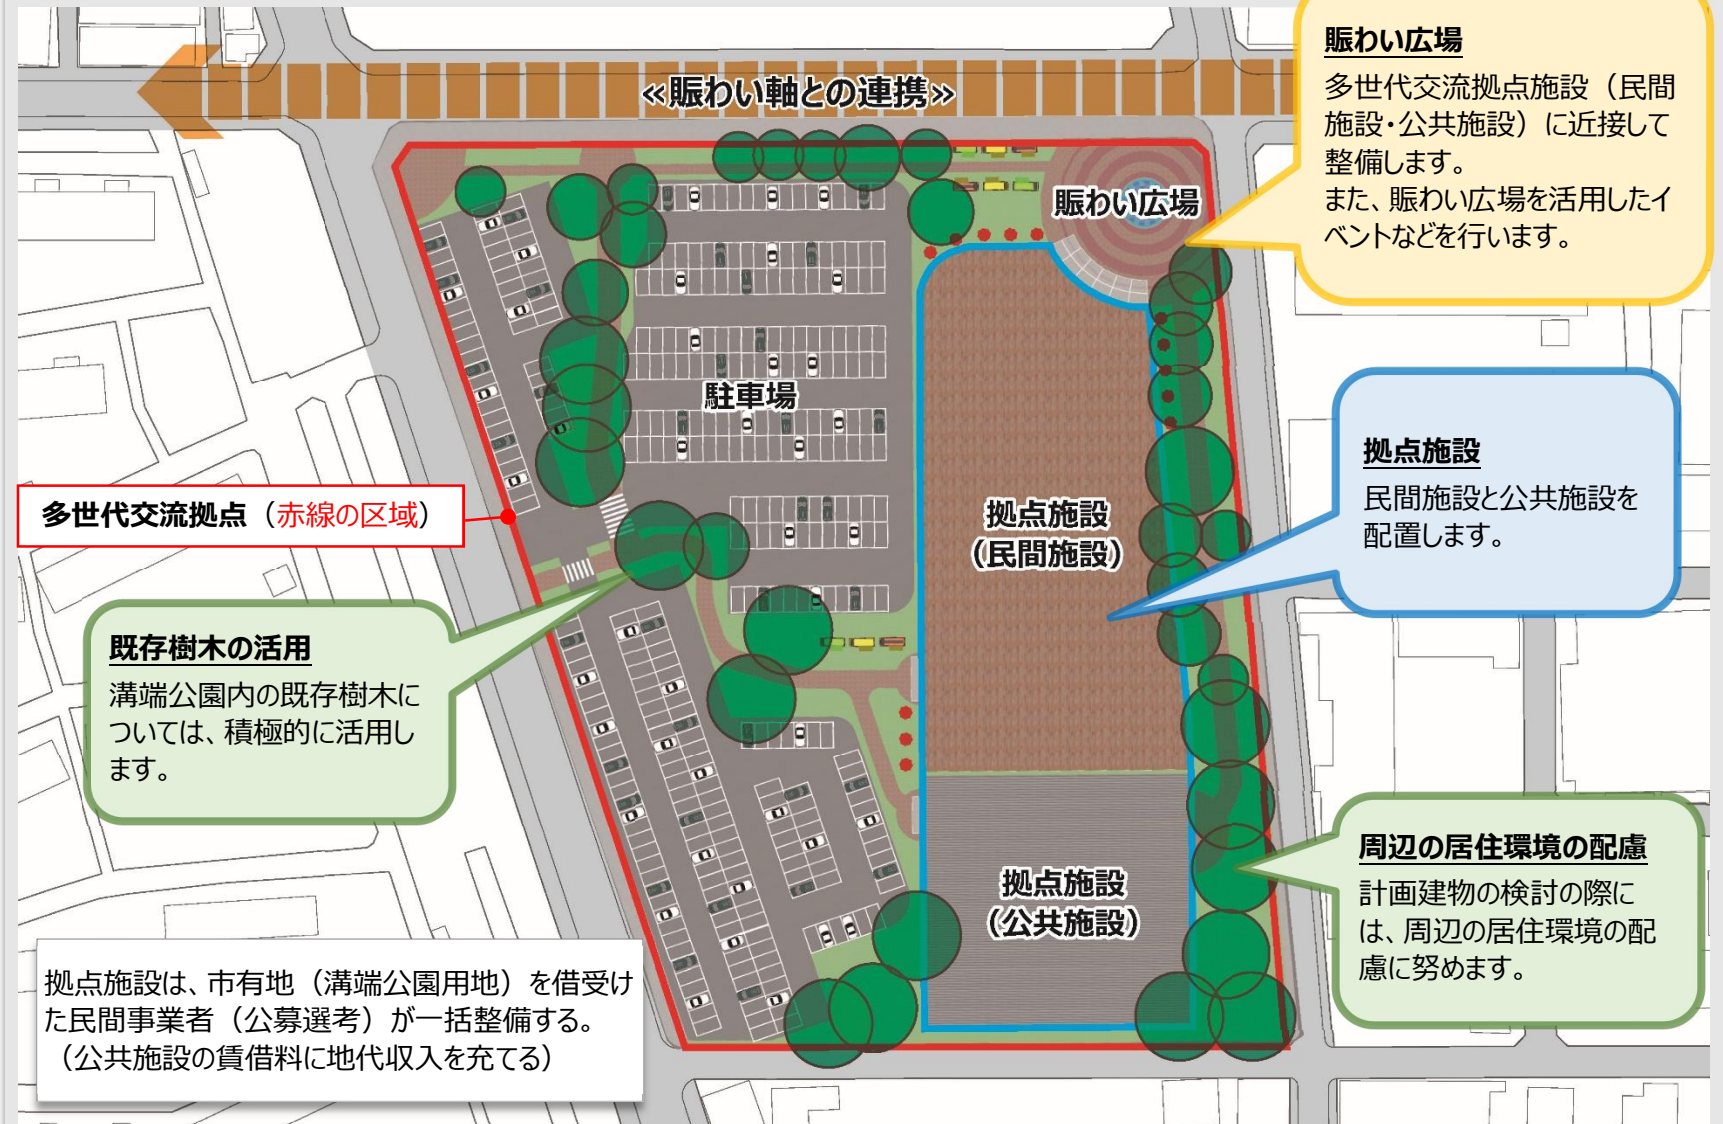 ≪賑わい軸との連携≫
賑わい広場
多世代交流拠点施設（民間
施設・公共施設）に近接して
整備します。
また、賑わい広場を活用したイ
ベントなどを行います。
賑わい広場
駐車場
拠点施設
民間施設と公共施設を
配置します。
多世代交流拠点（赤線の区域）
拠点施設
（民間施設）
既存樹木の活用
溝端公園内の既存樹木に
ついては、積極的に活用し
ます。
周辺の居住環境の配慮
計画建物の検討の際に
は、周辺の居住環境の配
慮に努めます。
拠点施設
（公共施設）
拠点施設は、市有地（溝端公園用地）を借受け
た民間事業者（公募選考）が一括整備する。
（公共施設の賃借料に地代収入を充てる）